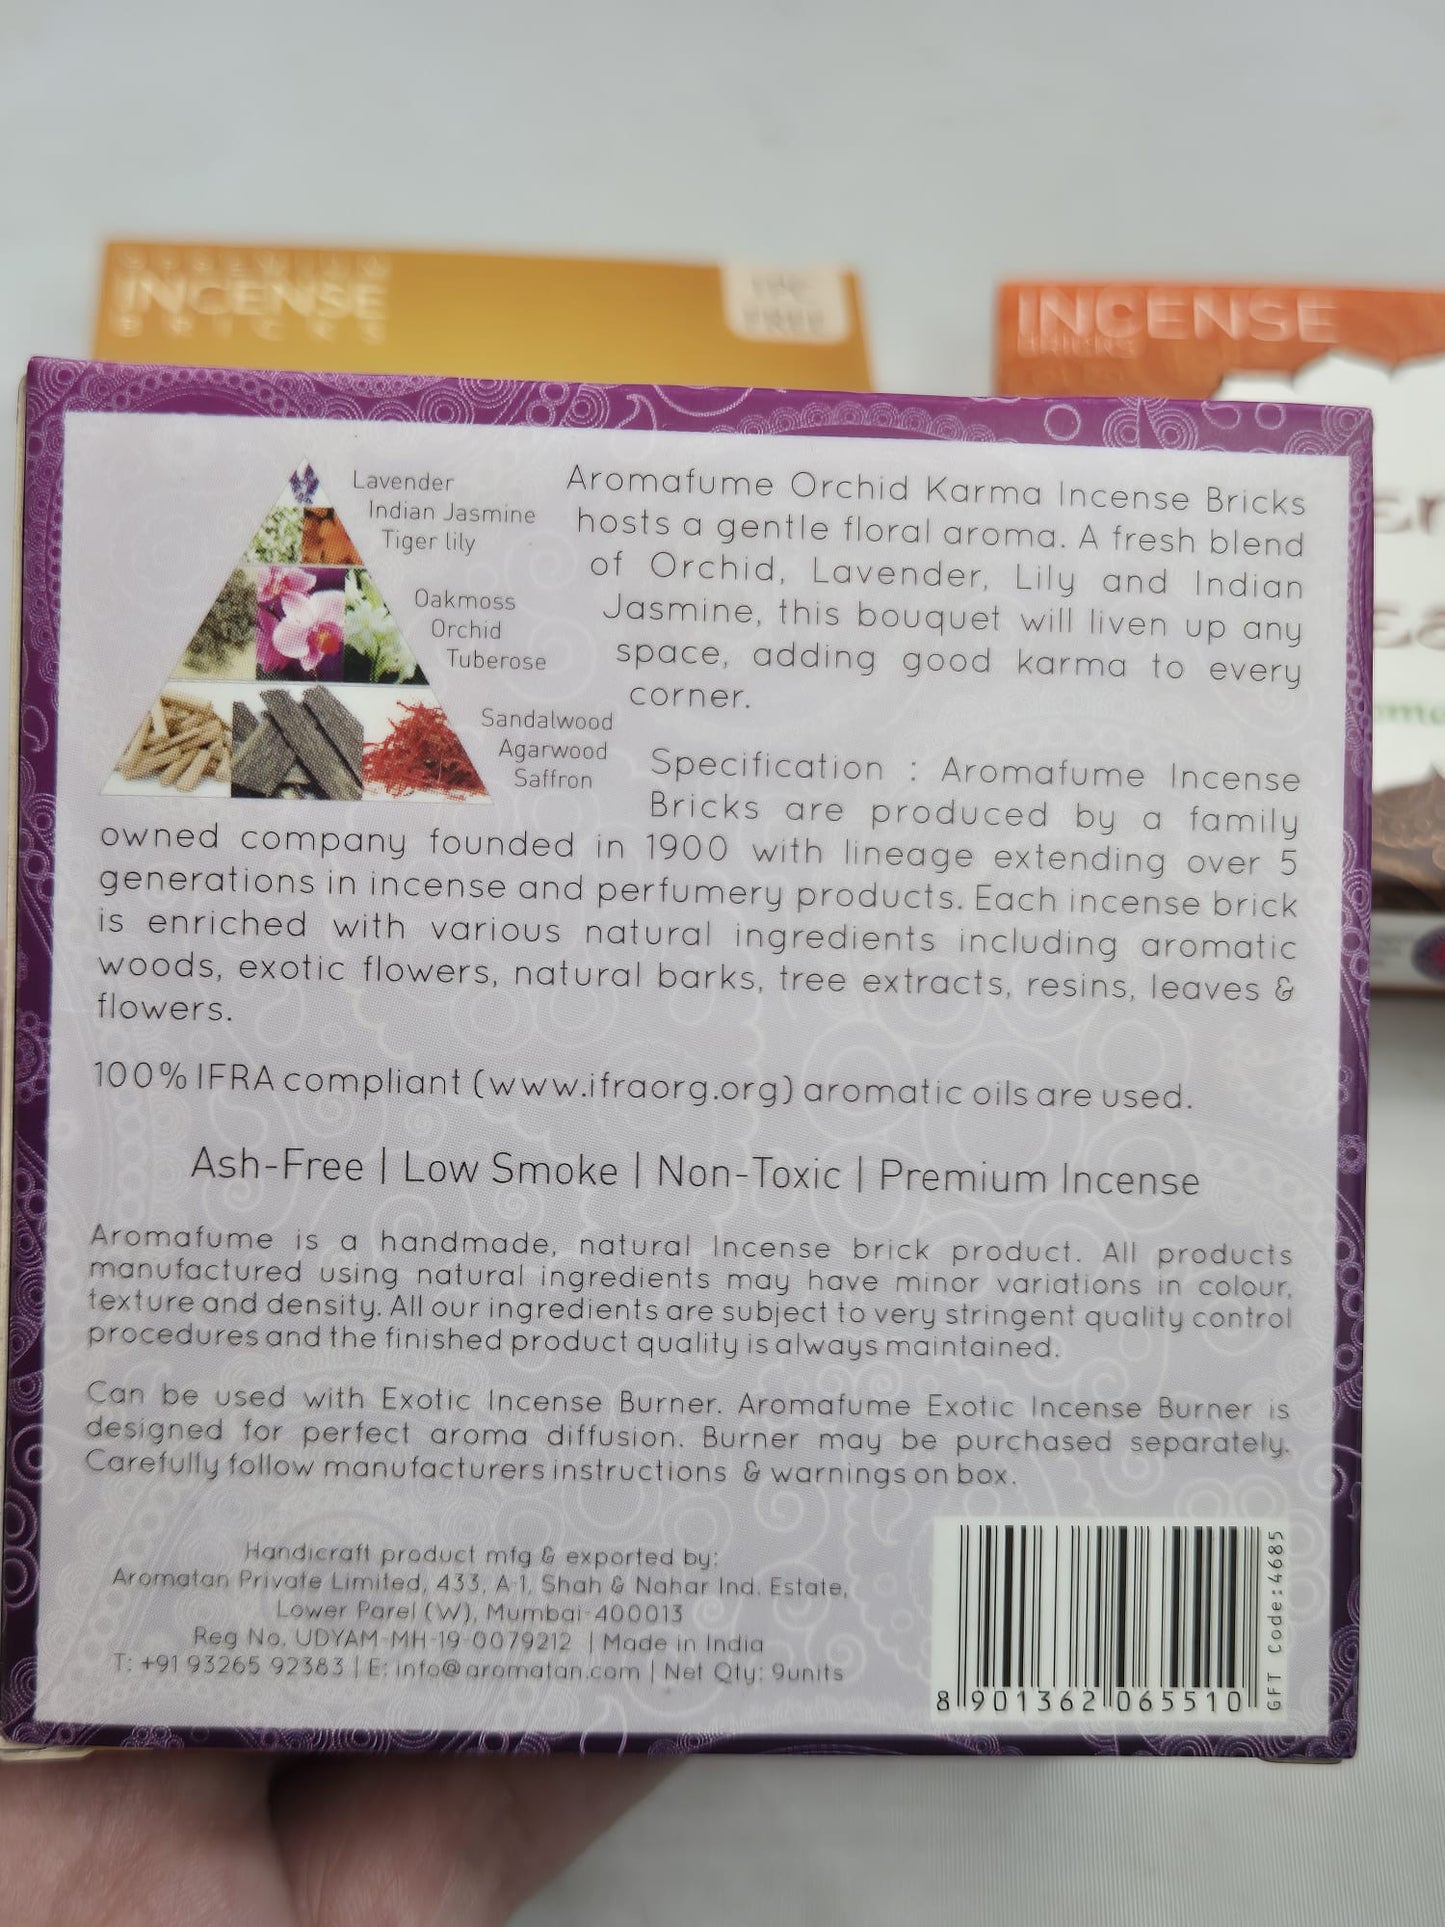 INCENSE
BRICKS
FREE
INCENSE
BRICKS
Lavender
Indian Jasmine
Tiger lily
Oakmoss
Orchid
Tuberose
Sandalwood
Agarwood
Saffron
Aromafume Orchid Karma Incense Bricks
hosts a gentle floral aroma. A fresh blend
of Orchid, Lavender, Lily and Indian
Jasmine, this bouquet will liven up any
space, adding good karma to every
corner.
Specification : Aromafume Incense
Bricks are produced by a family
owned company founded in 1900 with lineage extending over 5
generations in incense and perfumery products. Each incense brick
is enriched with various natural ingredients including aromatic
woods, exotic flowers, natural barks, tree extracts, resins, leaves &
flowers.
100% IFRA compliant (www.ifraorg.org) aromatic oils are used.
Ash-Free | Low Smoke | Non-Toxic | Premium Incense
Aromafume is a handmade, natural Incense brick product. All products
manufactured using natural ingredients may have minor variations in colour,
texture and density. All our ingredients are subject to very stringent quality control
procedures and the finished product quality is always maintained.
Can be used with Exotic Incense Burner. Aromafume Exotic Incense Burner is
designed for perfect aroma diffusion. Burner may be purchased separately.
Carefully follow manufacturers instructions & warnings on box.
Handicraft product mfg & exported by:
Aromatan Private Limited, 433, A-1, Shah & Nahar Ind. Estate,
Lower Parel (W), Mumbai-400013
Reg No. UDYAM-MH-19-0079212 | Made in India
T: +91 93265 92383 | E: info@aromatan.com | Net Qty: 9units
8 901362 065510
GFT Code:4685